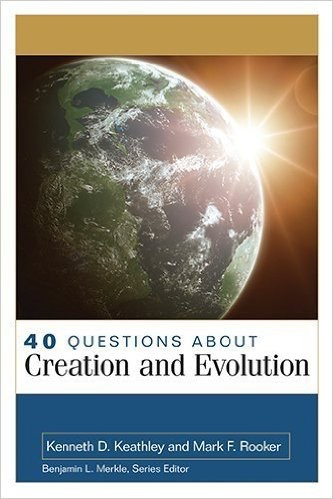 40 QUESTIONS ABOUT
Creation and Evolution
Kenneth D. Keathley and Mark F. Rooker
Benjamin L. Merkle, Series Editor